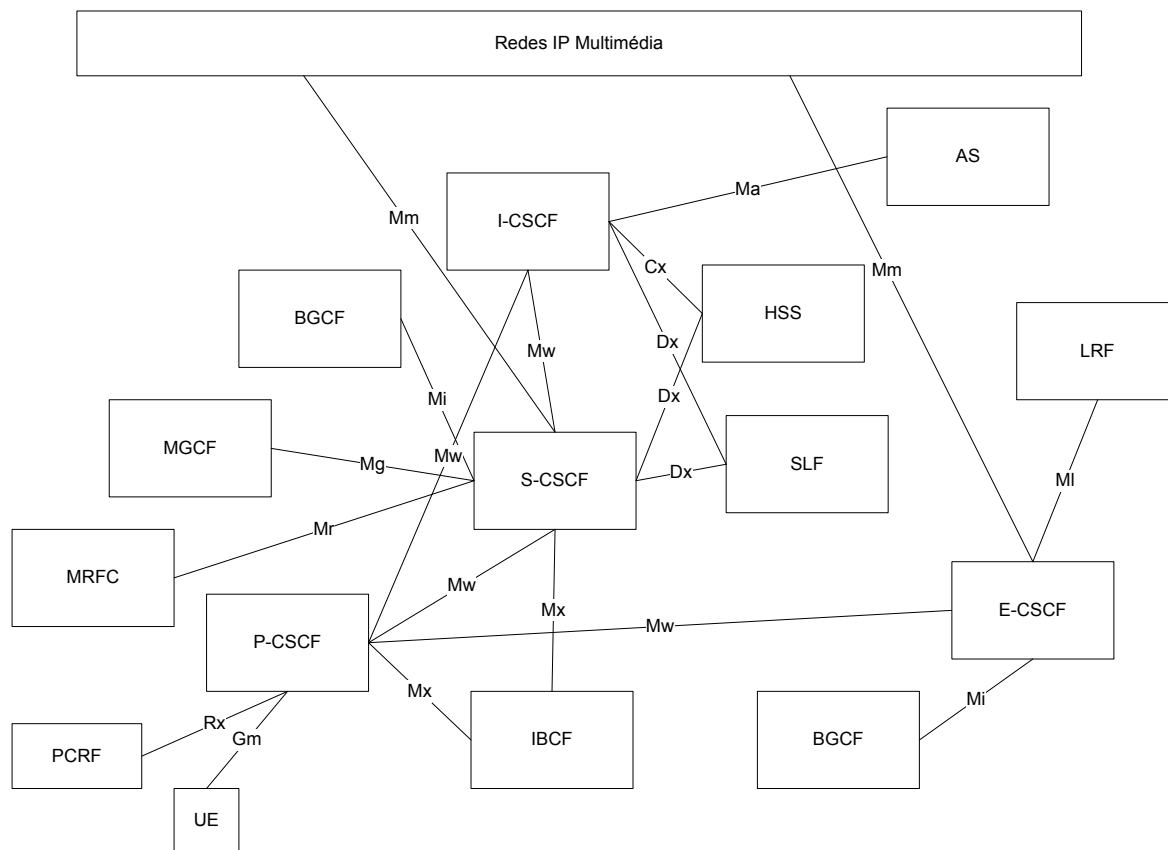 Redes IP Multimédia
AS
Ma
I-CSCF
Mm
Cx
Mm
HSS
BGCF
Dx
Mw
LRF
Mi
Dx
MGCF
Mw
Mg
S-CSCF
Dx
SLF
Ml
Mr
MRFC
Mw
Mx
E-CSCF
Mw
P-CSCF
Mx
Mi
Rx
Gm
PCRF
IBCF
BGCF
UE